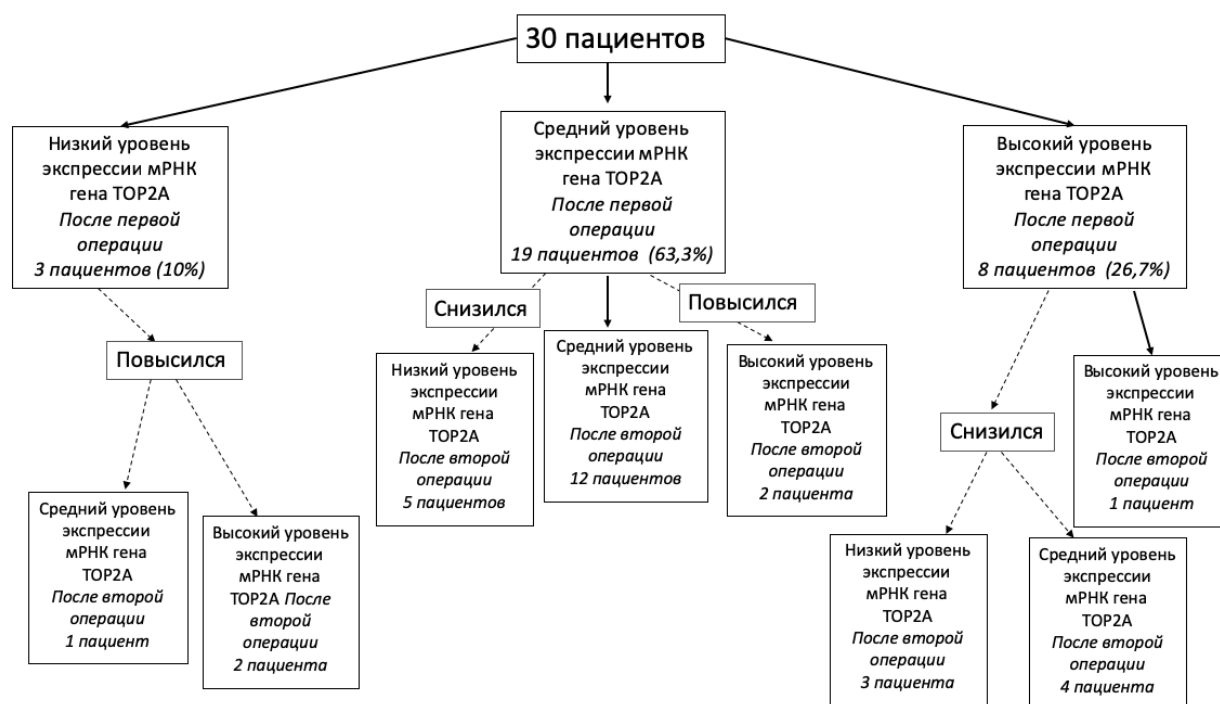 30 пациентов
Низкий уровень
экспрессии мРНК
гена TOP2A
После первой
операции
3 пациентов (10%)
Средний уровень
экспрессии мРНК
гена TOP2A
После первой
операции
19 пациентов (63,3%)
Высокий уровень
экспрессии мРНК
гена TOP2A
После первой
операции
8 пациентов (26,7%)
Повысился
Снизился
Повысился
Снизился
Средний уровень
экспрессии
мРНК гена
TOP2A
После второй
операции
1 пациент
Высокий уровень
экспрессии
мРНК гена
TOP2A После
второй
операции
2 пациента
Низкий уровень
экспрессии
мРНК гена
TOP2A
После второй
операции
5 пациентов
Средний уровень
экспрессии
мРНК гена
TOP2A
После второй
операции
12 пациентов
Высокий уровень
экспрессии
мРНК гена
TOP2A
После второй
операции
2 пациента
Низкий уровень
экспрессии
мРНК гена
TOP2A
После второй
операции
3 пациента
Средний уровень
экспрессии
мРНК гена
TOP2A
После второй
операции
4 пациента
Высокий уровень
экспрессии
мРНК гена
TOP2A
После второй
операции
1 пациент